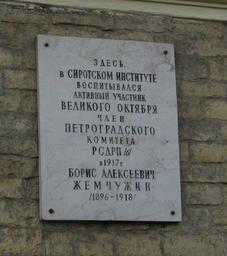 ЗДЕСЬ,
В СИРОТСКОМ ИНСТИТУТЕ
ВОСПИТЫВАЛСЯ
АКТИВНЫЙ УЧАСТНИК
ВЕЛИКОГО ОКТЯБРЯ
ЧЛЕН
ПЕТРОГРАДСКОГО
КОМИТЕТА
РСДРП /б/
в 1917 г.
БОРИС АЛЕКСЕЕВИЧ
ЖЕМЧУЖИН
/1896-1918/